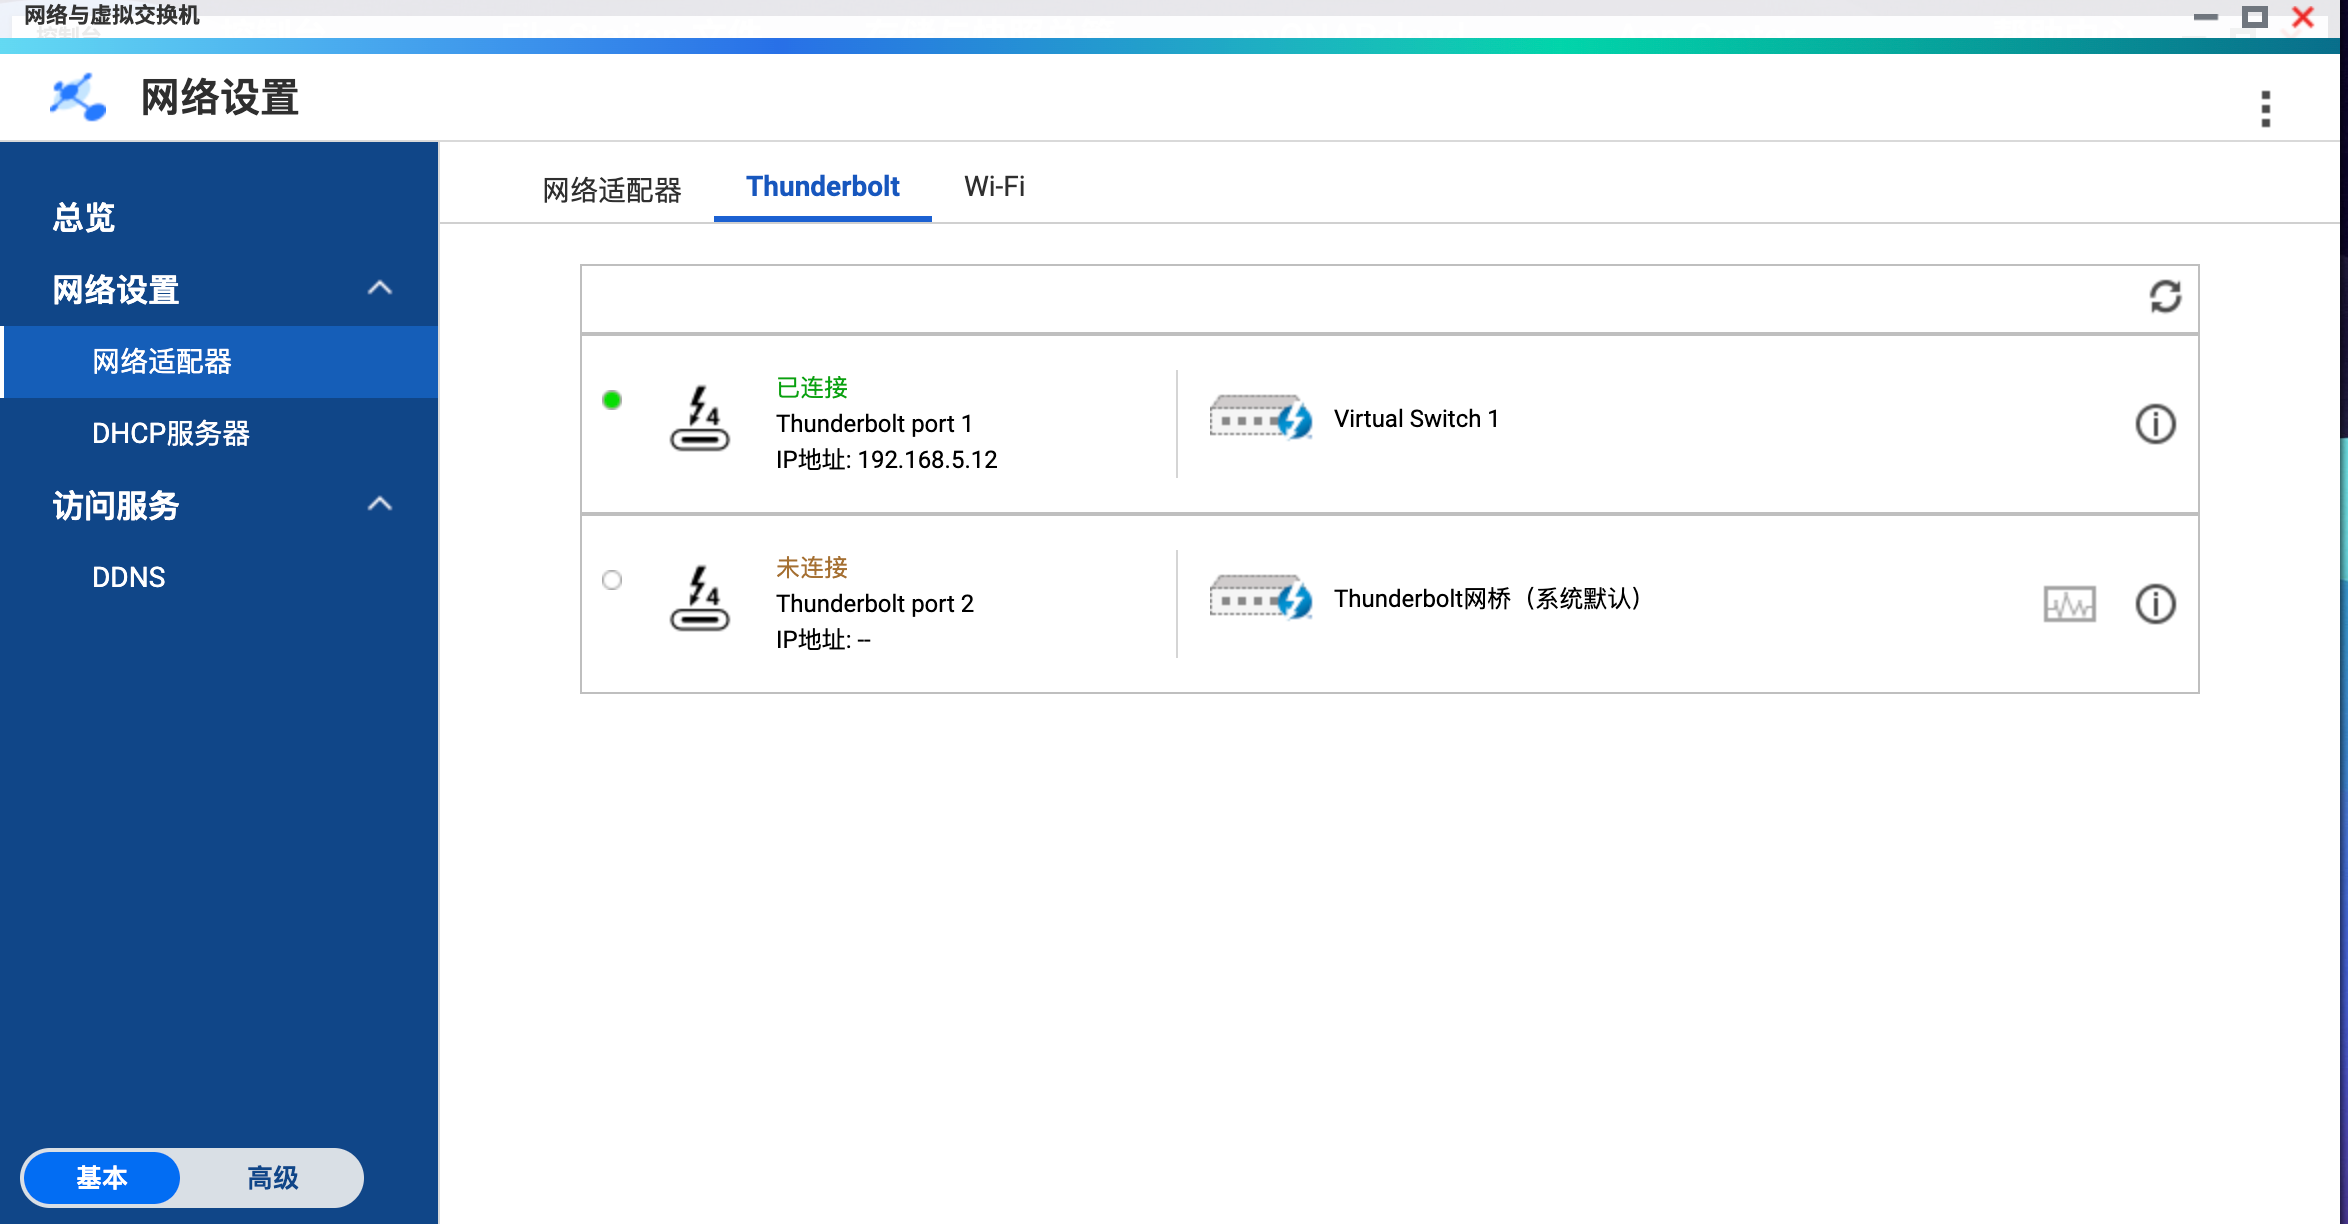 网络与虚拟交换机
控制台
网络设置
总览
网络设置
网络适配器
DHCP服务器
访问服务
DDNS
基本
高级
网络适配器
Thunderbolt
Wi-Fi
已连接
Thunderbolt port 1
IP地址: 192.168.5.12
Virtual Switch 1
未连接
Thunderbolt port 2
IP地址: --
Thunderbolt网桥（系统默认）